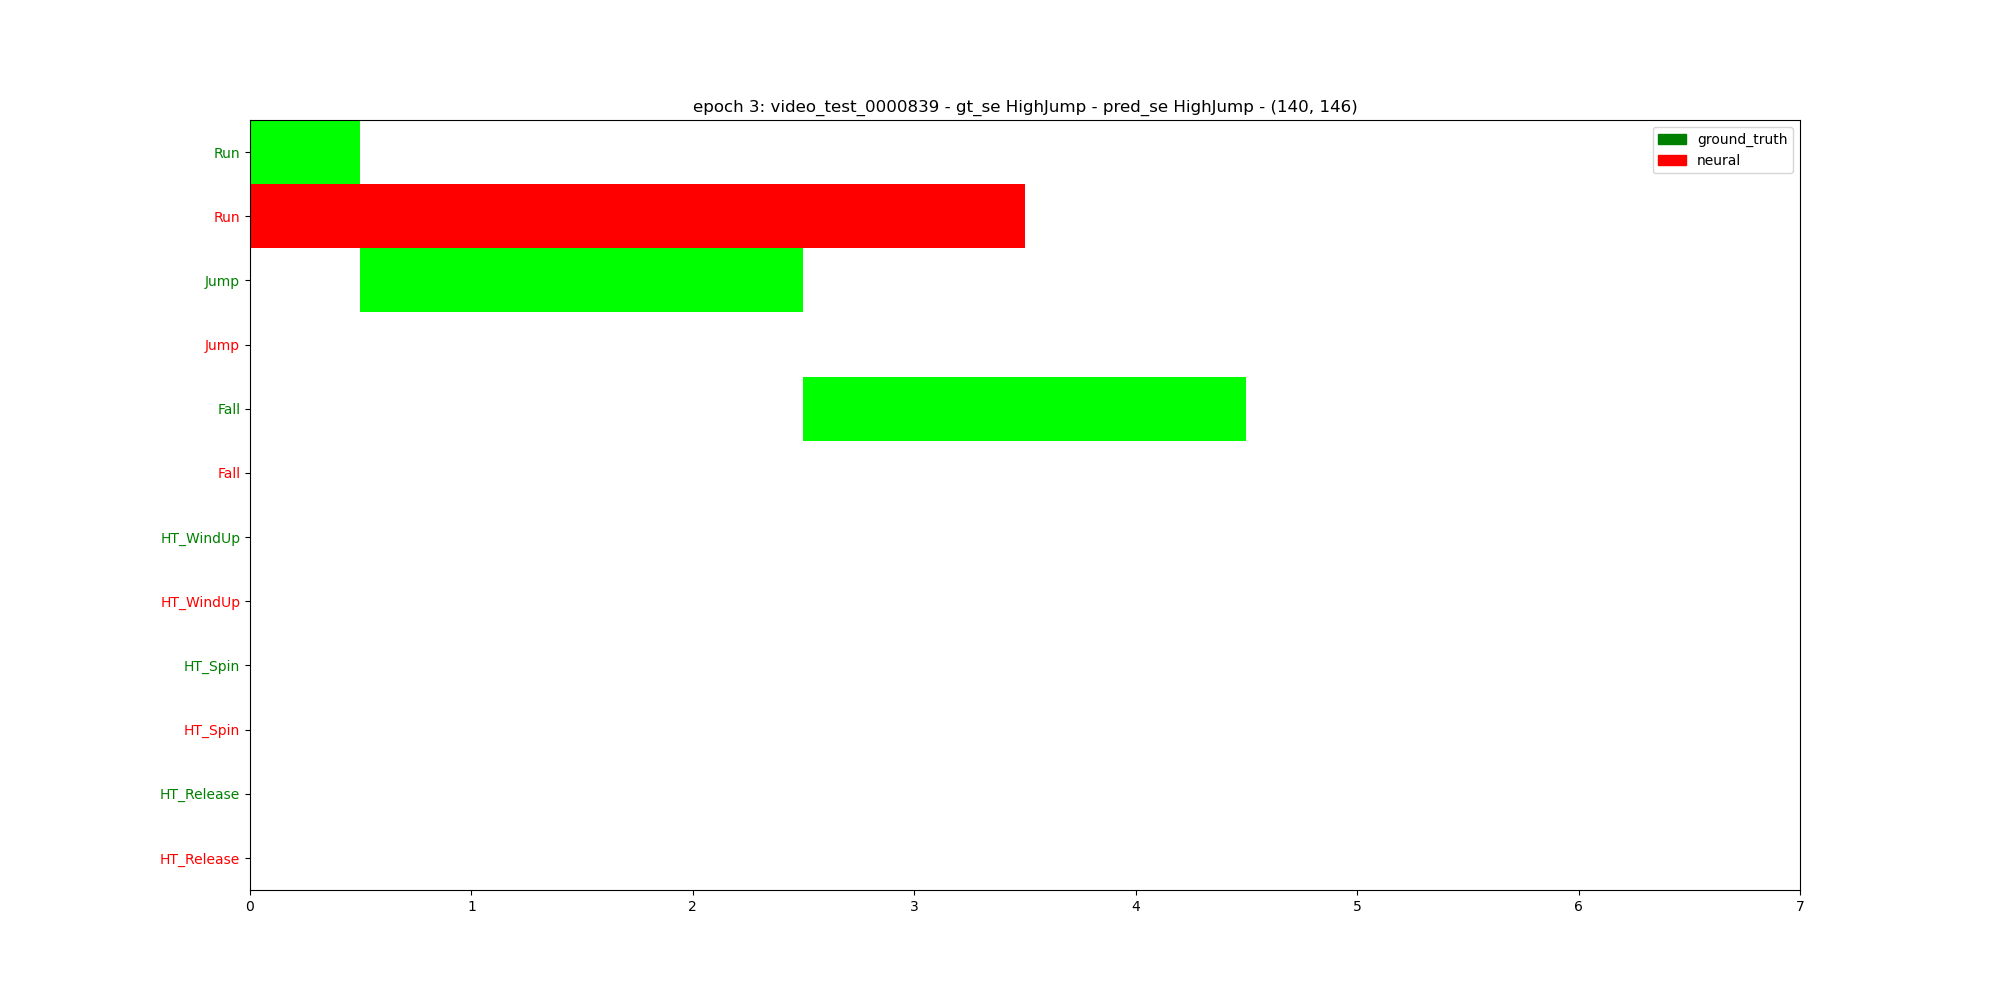 epoch 3: video_test_0000839 - gt_se HighJump - pred_se HighJump - (140, 146)
ground_truth
neural
Run
Run
Jump
Jump
Fall
Fall
HT_WindUp
HT_WindUp
HT_Spin
HT_Spin
HT_Release
HT_Release
0 1 2 3 4 5 6 7